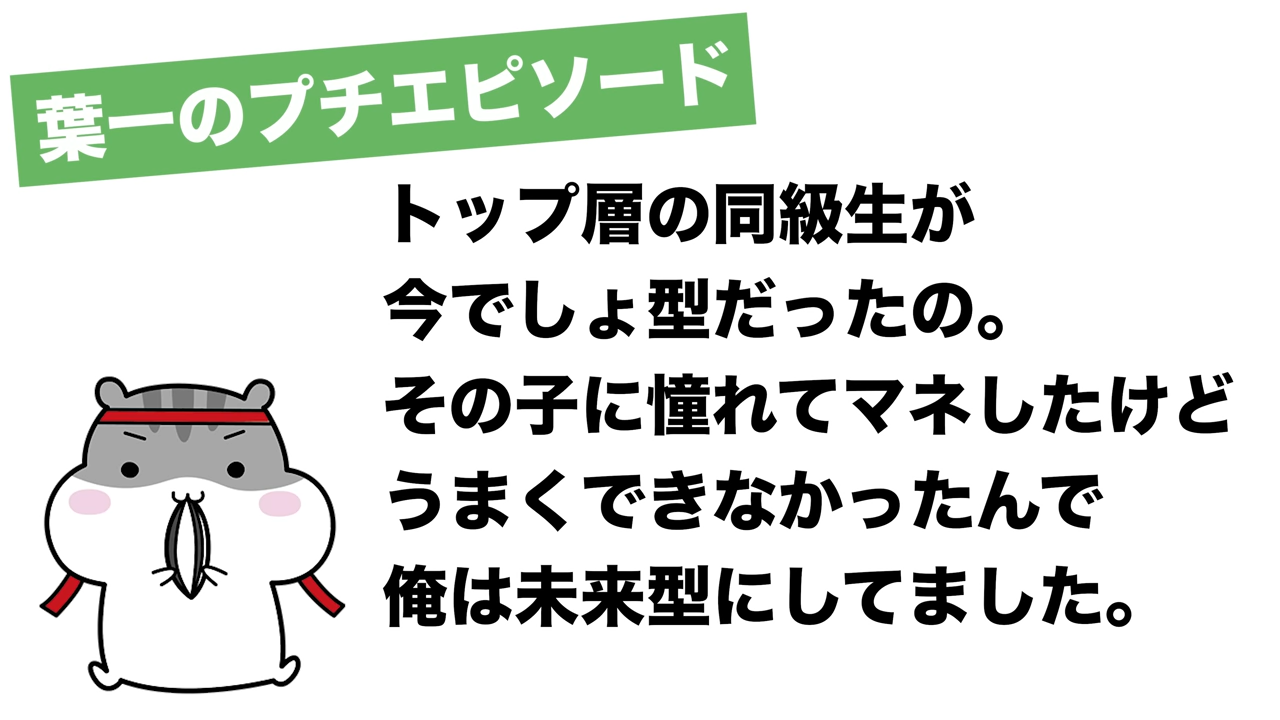 葉一のプチエピソード
トップ層の同級生が
今でしょ型だったの。
その子に憧れてマネしたけど
うまくできなかったんで
俺は未来型にしてました。